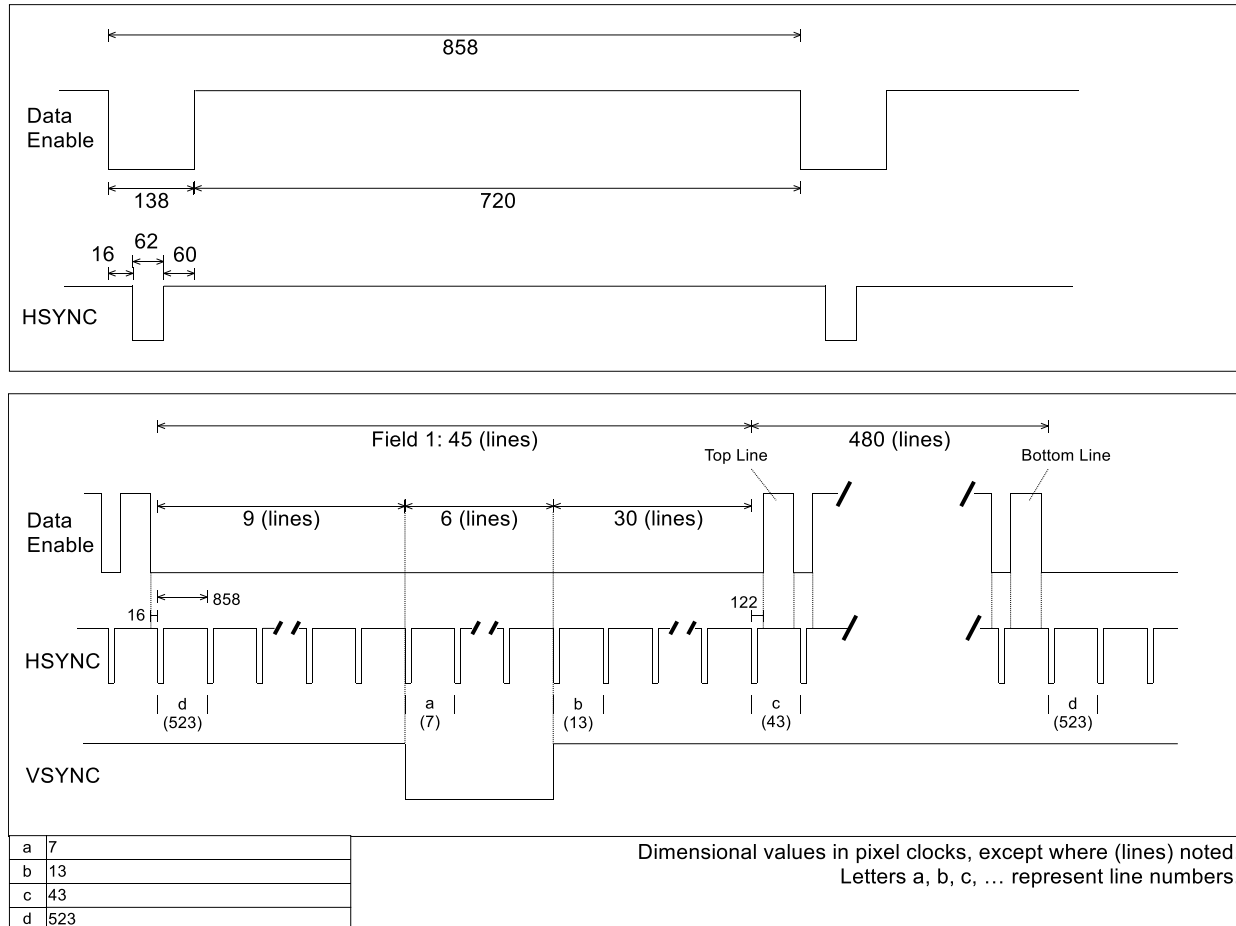 858
Data
Enable
138
720
62
16
60
HSYNC
Field 1: 45 (lines)
480 (lines)
Top Line
Bottom Line
9 (lines)
6 (lines)
30 (lines)
Data
Enable
858
16
122
HSYNC
d
(523)
a
(7)
b
(13)
c
(43)
d
(523)
VSYNC
a 7
b 13
c 43
d 523
Dimensional values in pixel clocks, except where (lines) noted
Letters a, b, c, … represent line numbers